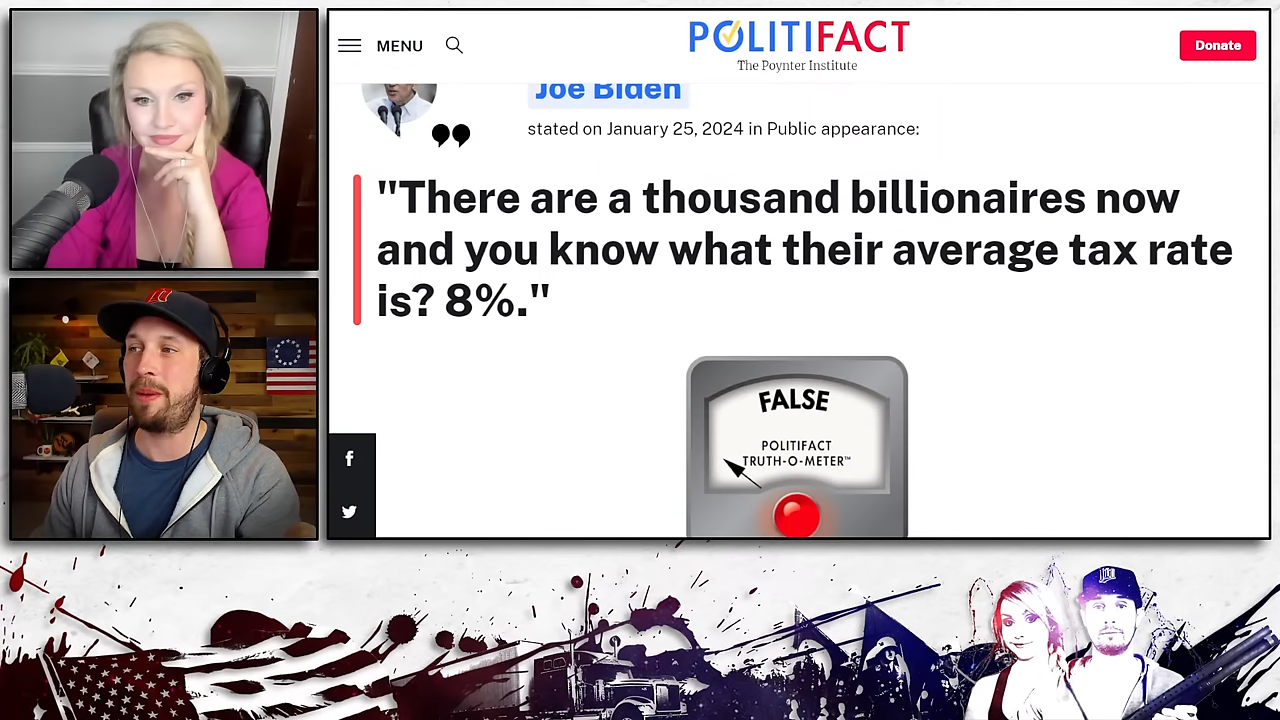 MENU
POLITIFACT
The Poynter Institute
Donate
Joe Biden
stated on January 25, 2024 in Public appearance:
"There are a thousand billionaires now
and you know what their average tax rate
is? 8%."
FALSE
POLITIFACT
TRUTH-O-METER™